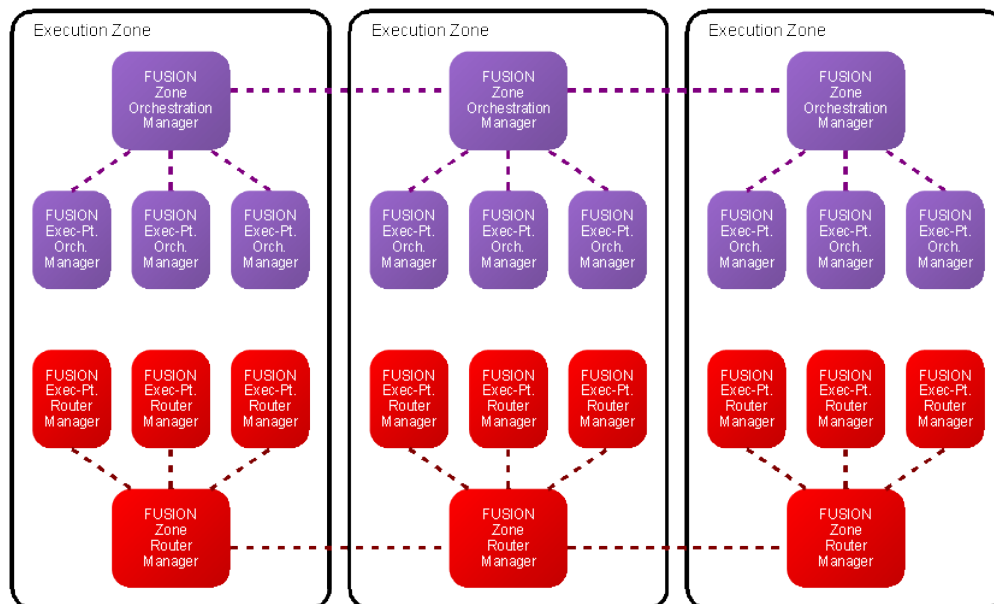 Execution Zone
Execution Zone
Execution Zone
FUSION
Zone
Orchestration
Manager
FUSION
Zone
Orchestration
Manager
FUSION
Zone
Orchestration
Manager
FUSION
Exec-Pt.
Orch.
Manager
FUSION
Exec-Pt.
Orch.
Manager
FUSION
Exec-Pt.
Orch.
Manager
FUSION
Exec-Pt.
Orch.
Manager
FUSION
Exec-Pt.
Orch.
Manager
FUSION
Exec-Pt.
Orch.
Manager
FUSION
Exec-Pt.
Orch.
Manager
FUSION
Exec-Pt.
Orch.
Manager
FUSION
Exec-Pt.
Orch.
Manager
FUSION
Exec-Pt.
Router
Manager
FUSION
Exec-Pt.
Router
Manager
FUSION
Exec-Pt.
Router
Manager
FUSION
Exec-Pt.
Router
Manager
FUSION
Exec-Pt.
Router
Manager
FUSION
Exec-Pt.
Router
Manager
FUSION
Exec-Pt.
Router
Manager
FUSION
Exec-Pt.
Router
Manager
FUSION
Exec-Pt.
Router
Manager
FUSION
Zone
Router
Manager
FUSION
Zone
Router
Manager
FUSION
Zone
Router
Manager